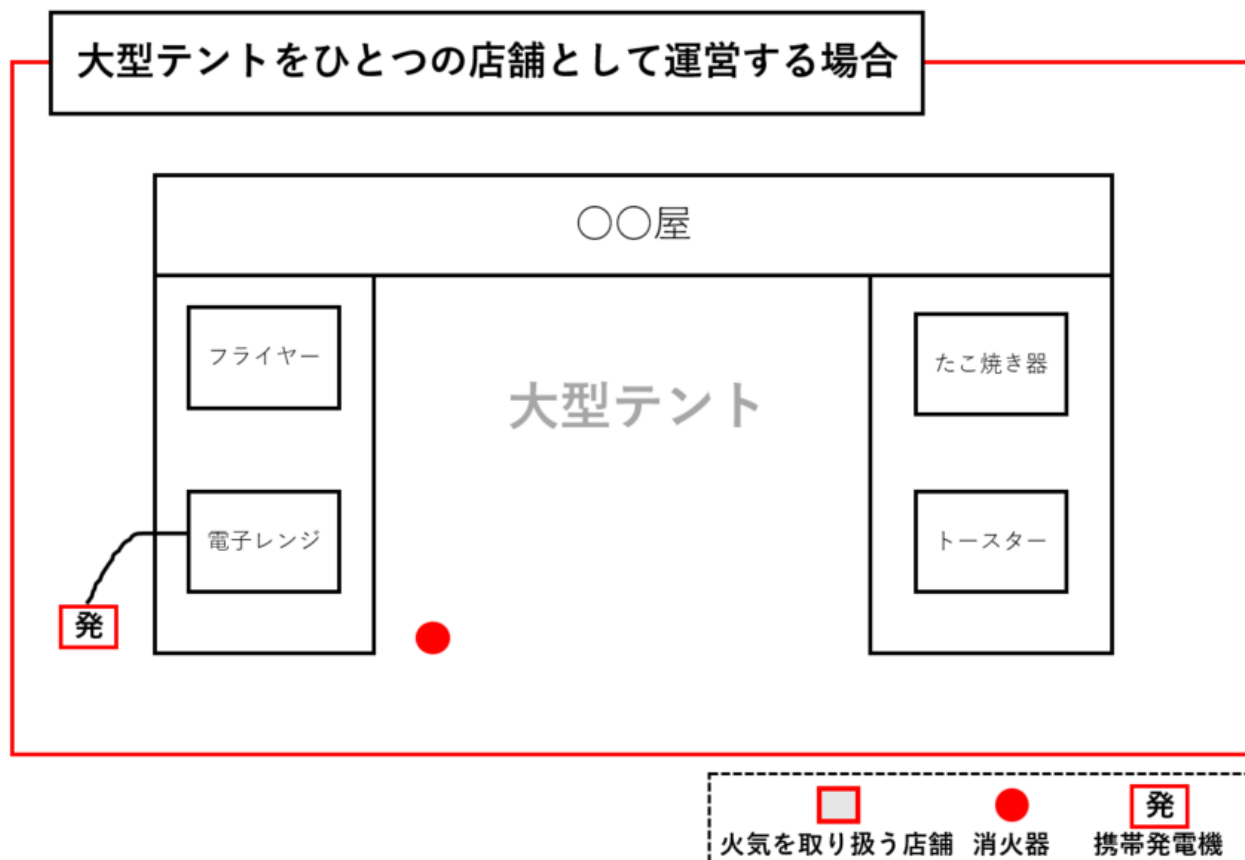 大型テントをひとつの店舗として運営する場合
〇〇屋
フライヤー
たこ焼き器
大型テント
電子レンジ
トースター
発
発
火気を取り扱う店舗
消火器
携帯発電機